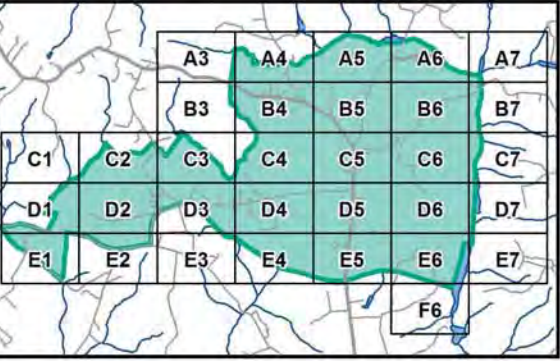 A3 A4 A5 A6 A7
B3 B4 B5 B6 B7
C1 C2 C3 C4 C5 C6 C7
D1 D2 D3 D4 D5 D6 D7
E1 E2 E3 E4 E5 E6 E7
F6